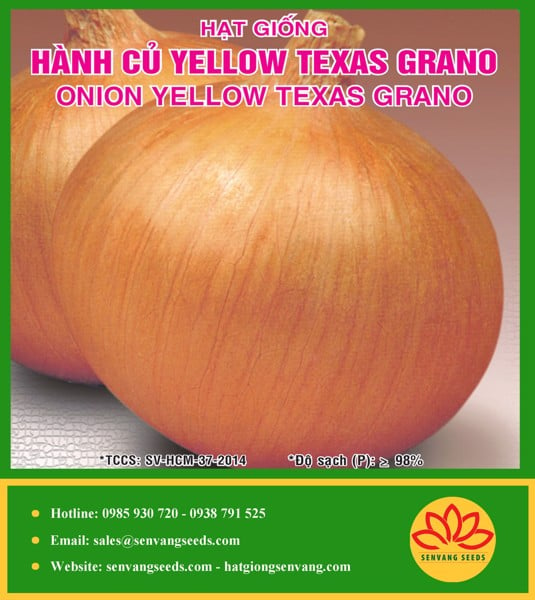 HẠT GIỐNG
HÀNH CỦ YELLOW TEXAS GRANO
ONION YELLOW TEXAS GRANO
*TCCS: SV-HCM-37-2014 *Độ sạch (P): ≥ 98%
Hotline: 0985 930 720 - 0938 791 525
Email: sales@senvangseeds.com
Website: senvangseeds.com - hatgiongsenvang.com
SENVANG SEEDS